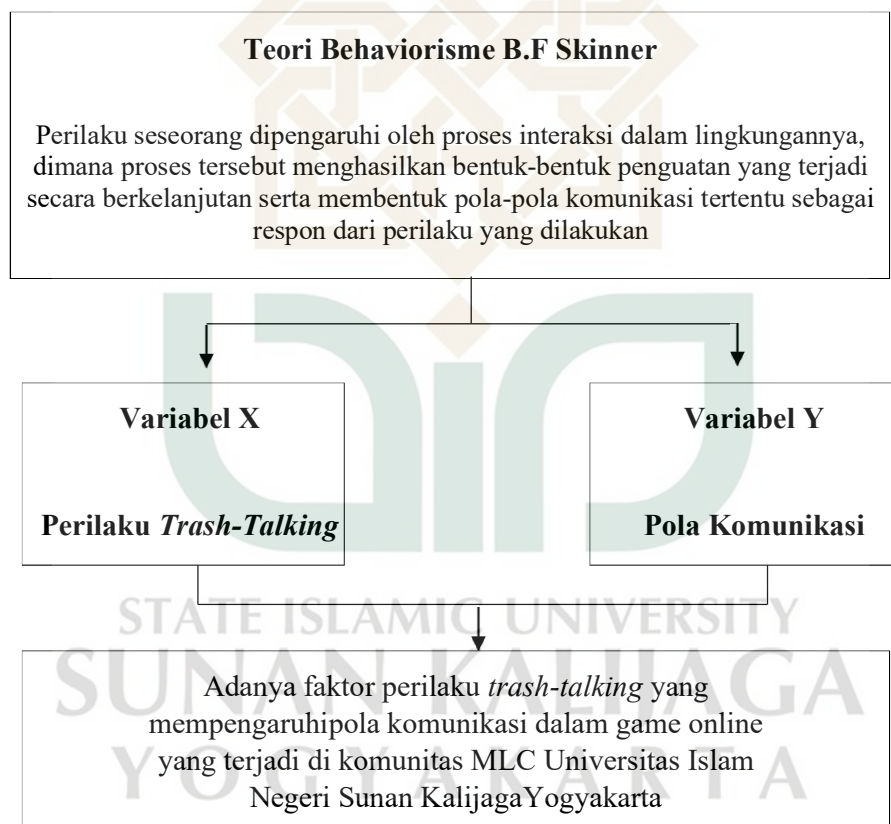 Teori Behaviorisme B.F Skinner
Perilaku seseorang dipengaruhi oleh proses interaksi dalam lingkungannya,
dimana proses tersebut menghasilkan bentuk-bentuk penguatan yang terjadi
secara berkelanjutan serta membentuk pola-pola komunikasi tertentu sebagai
respon dari perilaku yang dilakukan
Variabel X
Perilaku Trash-Talking
Variabel Y
Pola Komunikasi
STATE ISLAMIC UNIVERSITY
SUNAN KALIJAGA
YOGYAKARTA
Adanya faktor perilaku trash-talking yang
mempengaruhipola komunikasi dalam game online
yang terjadi di komunitas MLC Universitas Islam
Negeri Sunan KalijagaYogyakarta